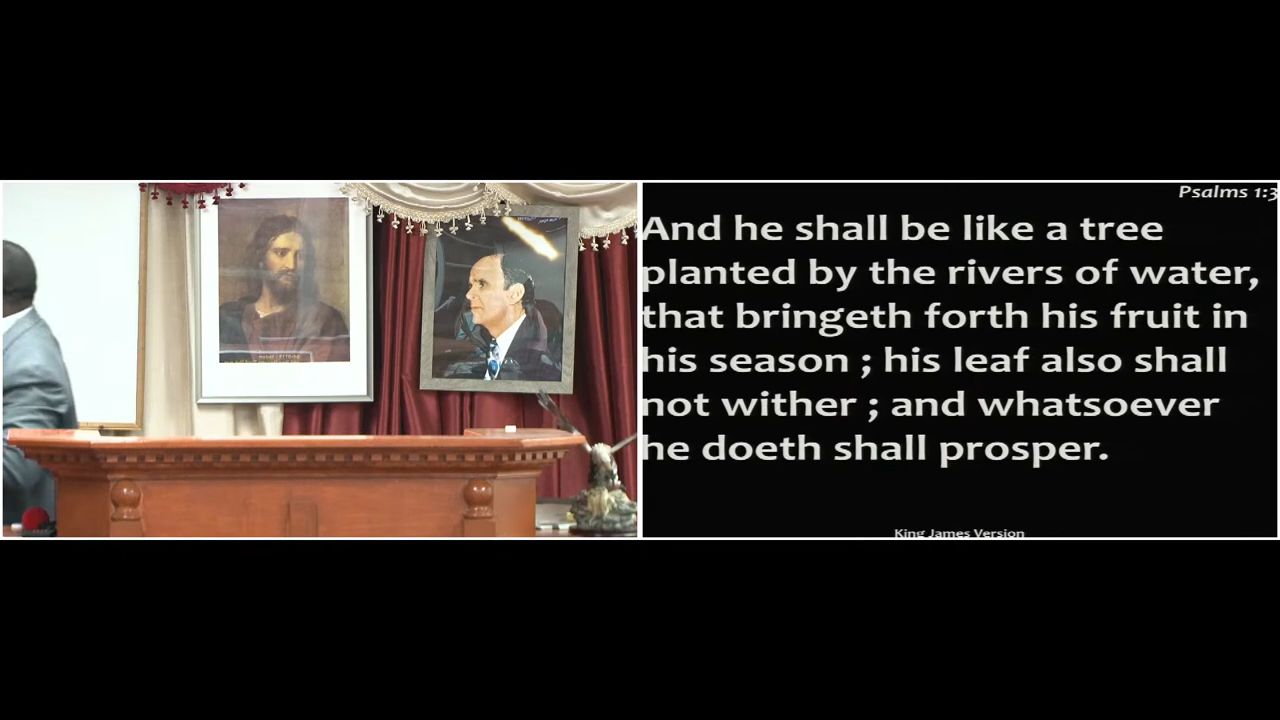 Psalms 1:3
And he shall be like a tree
planted by the rivers of water,
that bringeth forth his fruit in
his season ; his leaf also shall
not wither ; and whatsoever
he doeth shall prosper.
King James Version